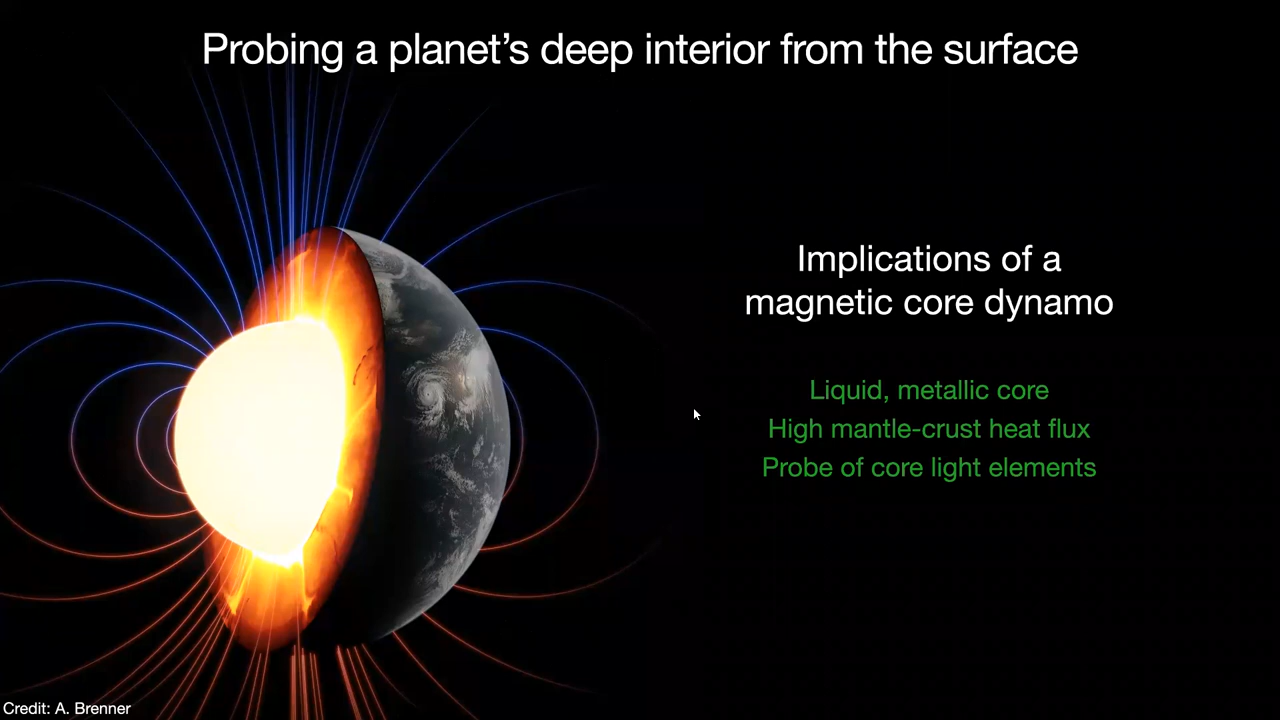 Probing a planet's deep interior from the surface
Implications of a
magnetic core dynamo
Liquid, metallic core
High mantle-crust heat flux
Probe of core light elements
Credit: A. Brenner